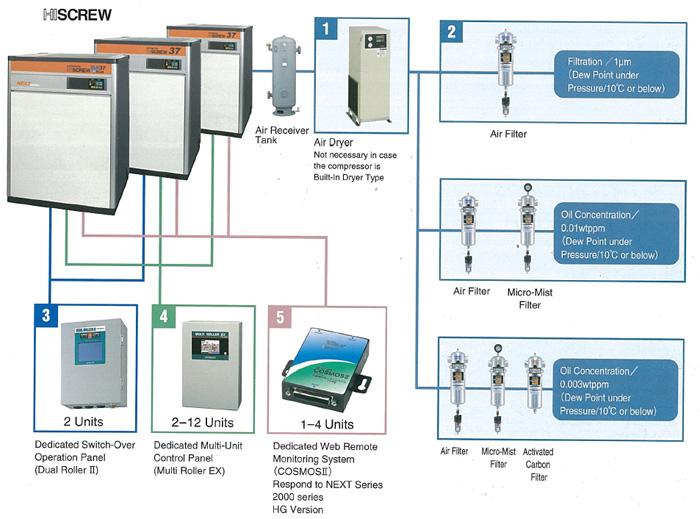 HISCREW
NEXT
SCREW 37
SCREW 37
37
1
Air Receiver
Tank
Air Dryer
Not necessary in case
the compressor is
Built-In Dryer Type
2
Filtration／1μm
(Dew Point under
Pressure/10℃ or below)
Air Filter
Oil Concentration／
0.01wtppm
(Dew Point under
Pressure/10℃ or below)
Air Filter
Micro-Mist
Filter
Oil Concentration／
0.003wtppm
(Dew Point under
Pressure/10℃ or below)
Air Filter
Micro-Mist
Filter
Activated
Carbon
Filter
3
DUAL ROLLER II
2 Units
Dedicated Switch-Over
Operation Panel
(Dual Roller II)
4
MULTI ROLLER EX
2–12 Units
Dedicated Multi-Unit
Control Panel
(Multi Roller EX)
5
COSMOSII
1–4 Units
Dedicated Web Remote
Monitoring System
(COSMOSⅡ)
Respond to NEXT Series
2000 series
HG Version